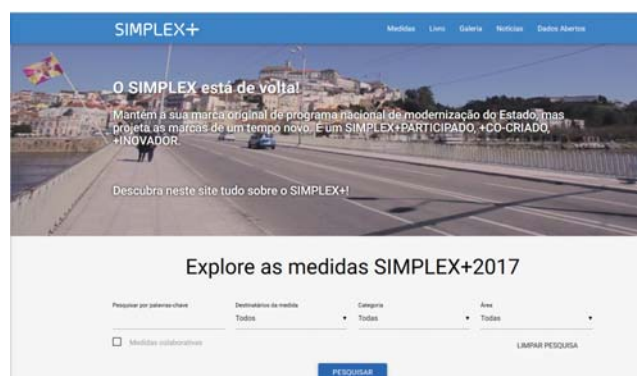 SIMPLEX+
Medidas Livro Galeria Notícias Dados Abertos
O SIMPLEX está de volta!
Mantém a sua marca original de programa nacional de modernização do Estado, mas
projeta as marcas de um tempo novo. É um SIMPLEX+PARTICIPADO, +CO-CRIADO,
+INOVADOR.
Descubra neste site tudo sobre o SIMPLEX+!
Explore as medidas SIMPLEX+2017
Pesquisar por palavras-chave Destinatários da medida Categoria Área
Todos Todas Todas
Medidas colaborativas LIMPAR PESQUISA
PESQUISAR